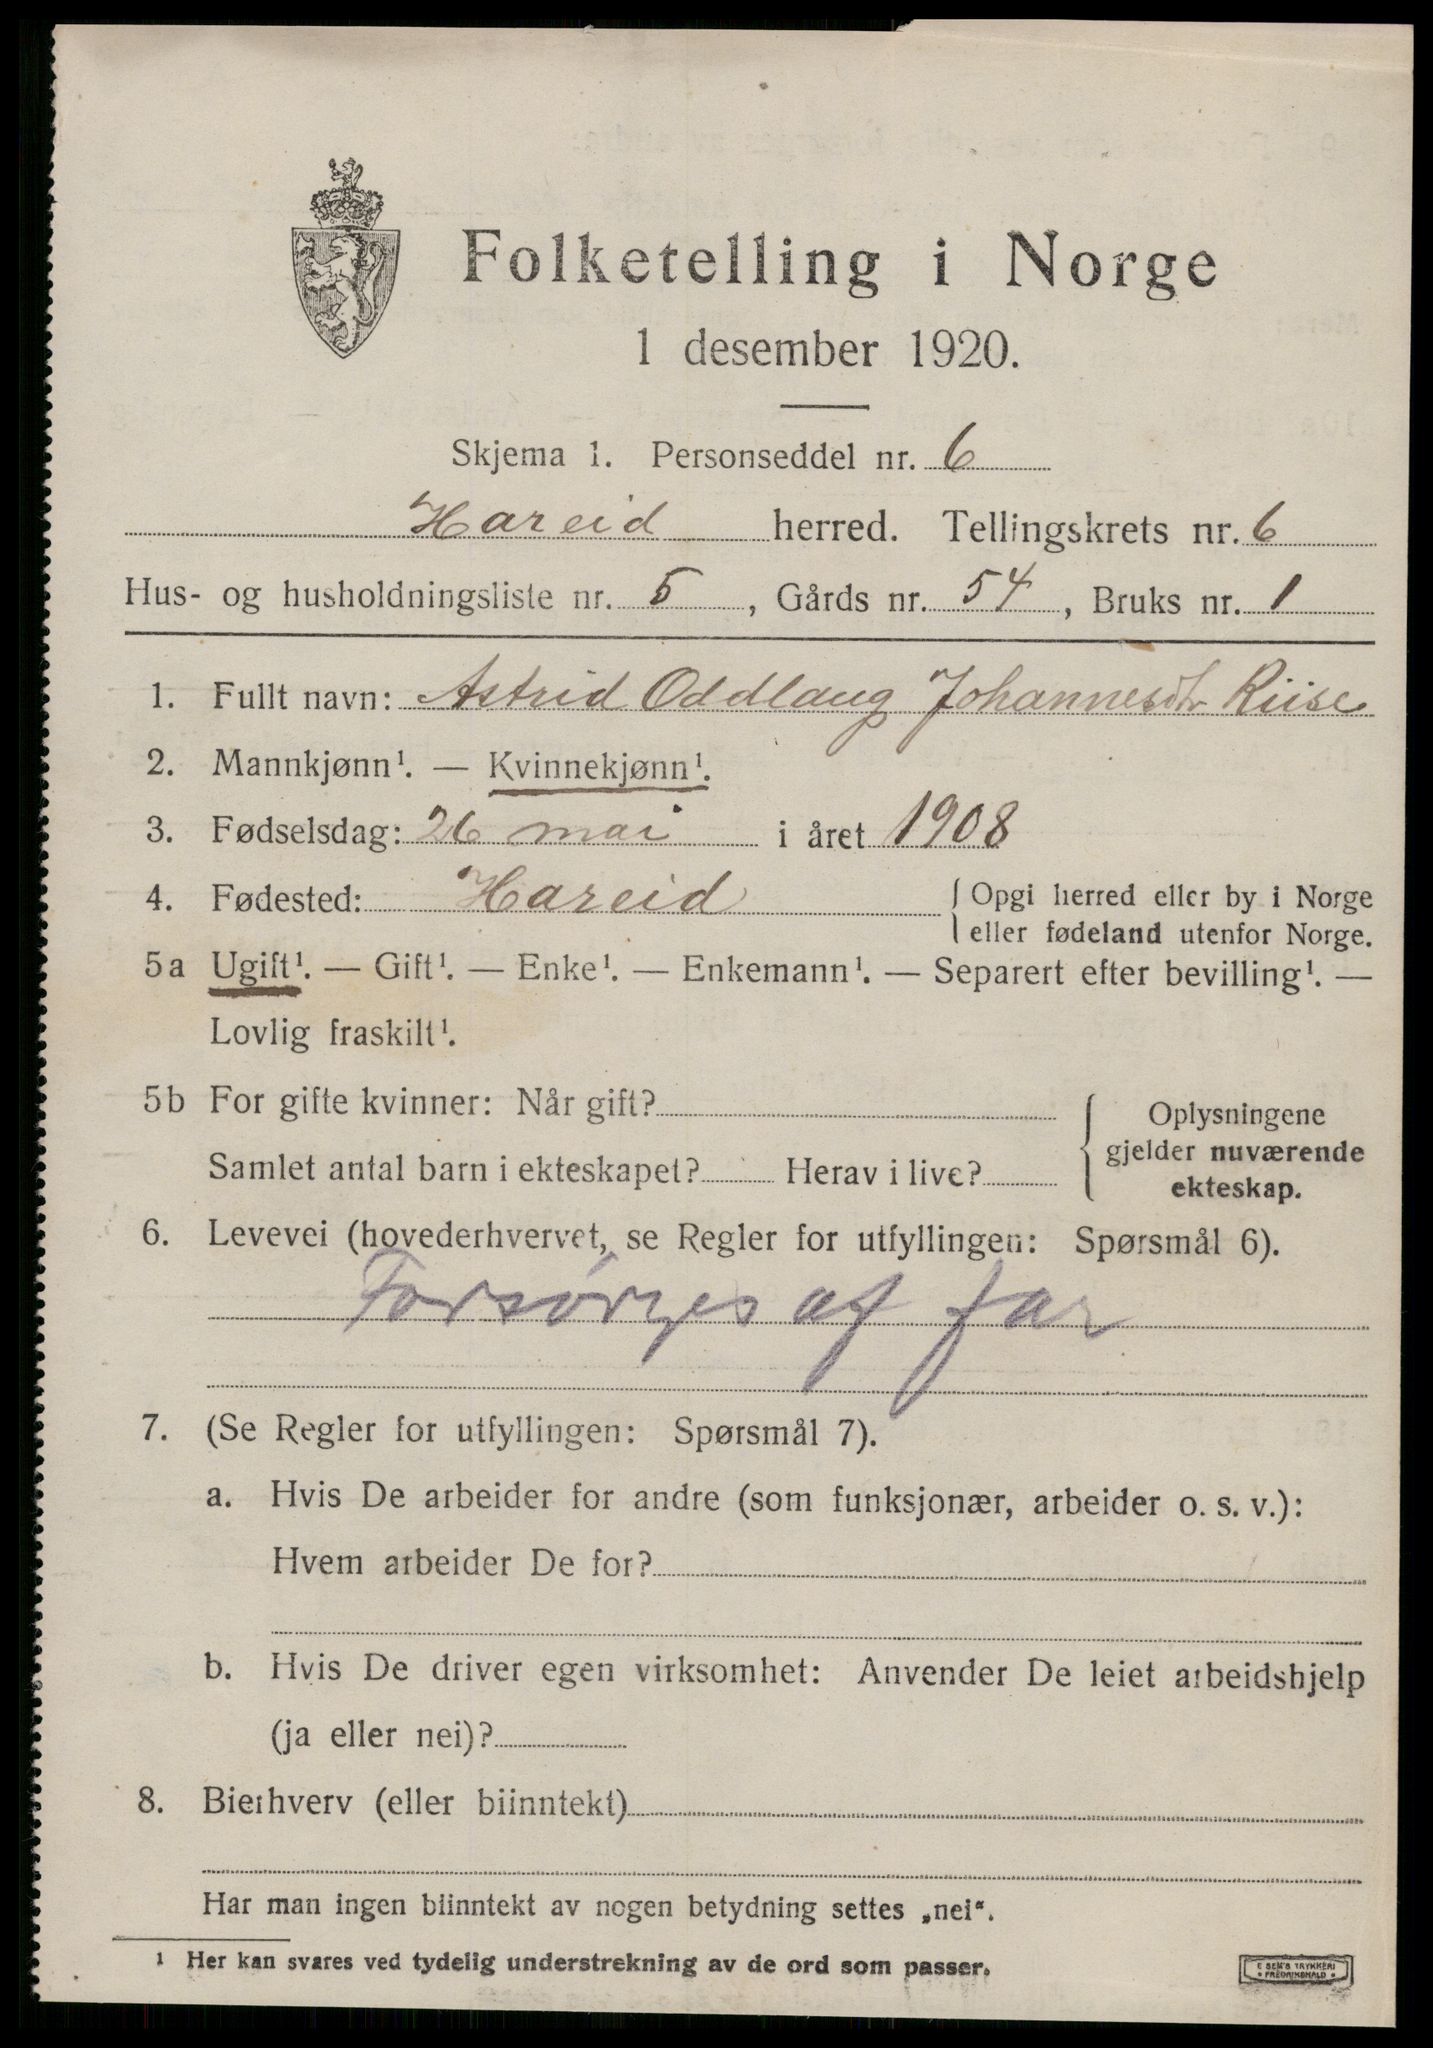 Folketelling i Norge
1 desember 1920.
Skjema 1. Personseddel nr. 6
Hareid herred. Tellingskrets nr. 6
Hus- og husholdningsliste nr. 5, Gårds nr. 54, Bruks nr. 1
1. Fullt navn: Astrid Oddlaug Johannesdtr Riise
2. Mannkjønn¹. — Kvinnekjønn¹.
3. Fødselsdag: 26 mai i året 1908
4. Fødested: Hareid { Opgi herred eller by i Norge
eller fødeland utenfor Norge.
5a Ugift¹. — Gift¹. — Enke¹. — Enkemann¹. — Separert efter bevilling¹. —
Lovlig fraskilt¹.
5b For gifte kvinner: Når gift?
Samlet antal barn i ekteskapet? Herav i live?
{ Oplysningene
gjelder nuværende
ekteskap.
6. Levevei (hovederhvervet, se Regler for utfyllingen: Spørsmål 6).
Forsørges af far
7. (Se Regler for utfyllingen: Spørsmål 7).
a. Hvis De arbeider for andre (som funksjonær, arbeider o. s. v.):
Hvem arbeider De for?
b. Hvis De driver egen virksomhet: Anvender De leiet arbeidshjelp
(ja eller nei)?
8. Bierhverv (eller biinntekt)
Har man ingen biinntekt av nogen betydning settes „nei“.
¹ Her kan svares ved tydelig understrekning av de ord som passer.
TRYKKERI
FREDRIKSHALD